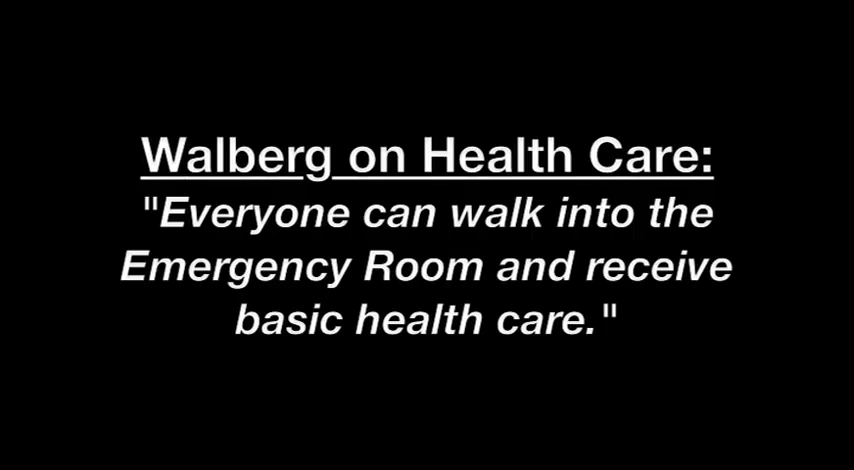 Walberg on Health Care:
"Everyone can walk into the
Emergency Room and receive
basic health care."